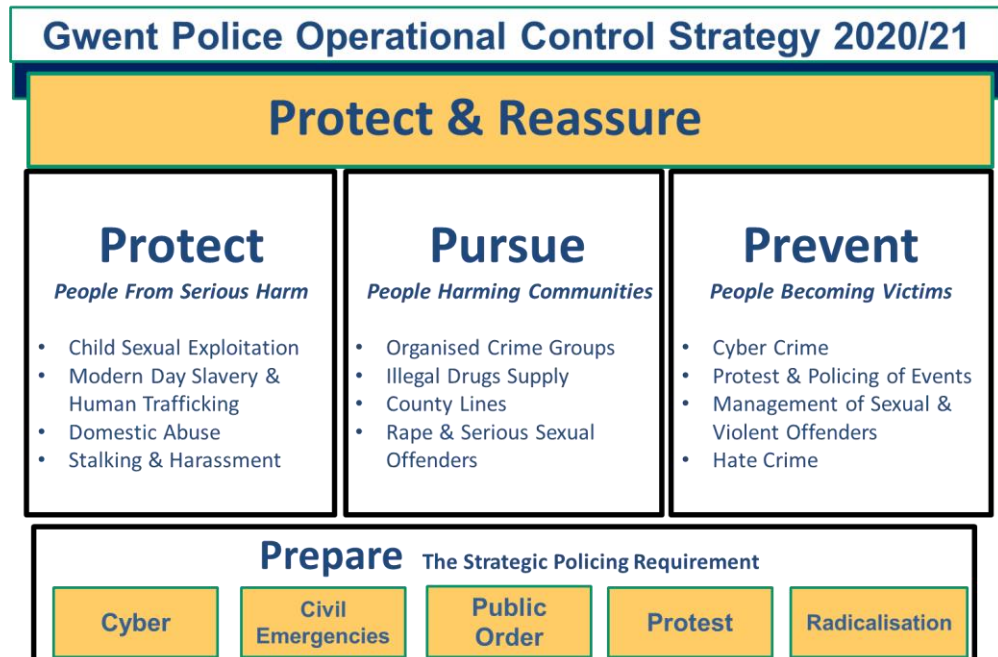 Gwent Police Operational Control Strategy 2020/21
Protect & Reassure
Protect
People From Serious Harm
• Child Sexual Exploitation
• Modern Day Slavery &
Human Trafficking
• Domestic Abuse
• Stalking & Harassment
Pursue
People Harming Communities
• Organised Crime Groups
• Illegal Drugs Supply
• County Lines
• Rape & Serious Sexual
Offenders
Prevent
People Becoming Victims
• Cyber Crime
• Protest & Policing of Events
• Management of Sexual &
Violent Offenders
• Hate Crime
Prepare The Strategic Policing Requirement
Cyber
Civil
Emergencies
Public
Order
Protest
Radicalisation